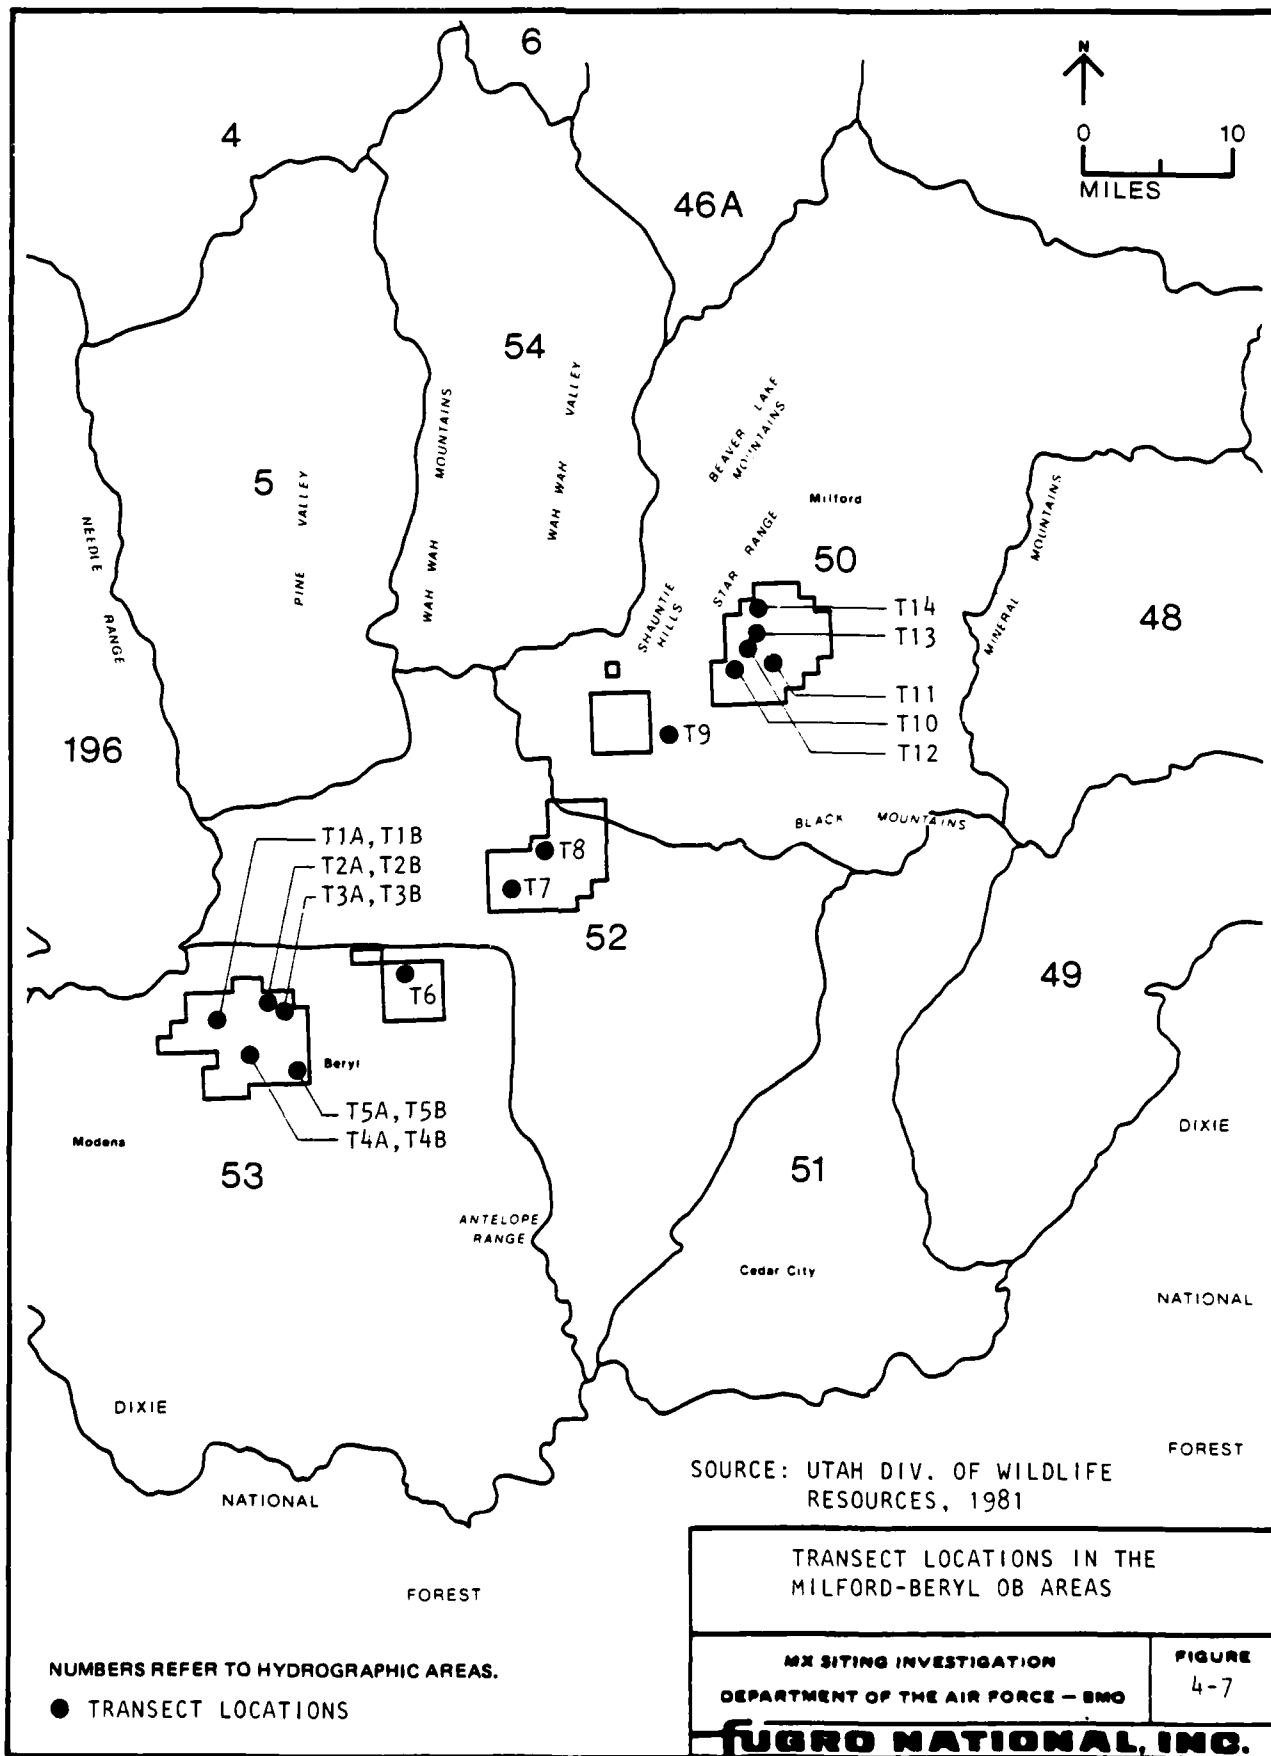 6
N
4
0 10
MILES
46A
54
BEAVER LAKE
MOUNTAINS
WAH WAH MOUNTAINS
WAH WAH VALLEY
5
PINE VALLEY
Milford
NEEDLE
RANGE
STAR RANGE
50
MINERAL MOUNTAINS
SHAUNTIE
HILLS
T14
T13
48
T11
T10
T12
T9
196
BLACK MOUNTAINS
T1A, T1B
T2A, T2B
T3A, T3B
T8
T7
52
49
T6
Beryl
T5A, T5B
T4A, T4B
Modena
DIXIE
53
51
ANTELOPE
RANGE
Cedar City
NATIONAL
DIXIE
FOREST
NATIONAL
SOURCE: UTAH DIV. OF WILDLIFE
RESOURCES, 1981
FOREST
TRANSECT LOCATIONS IN THE
MILFORD-BERYL OB AREAS
NUMBERS REFER TO HYDROGRAPHIC AREAS.
TRANSECT LOCATIONS
MX SITING INVESTIGATION
DEPARTMENT OF THE AIR FORCE — BMO
FIGURE
4-7
FUGRO NATIONAL, INC.